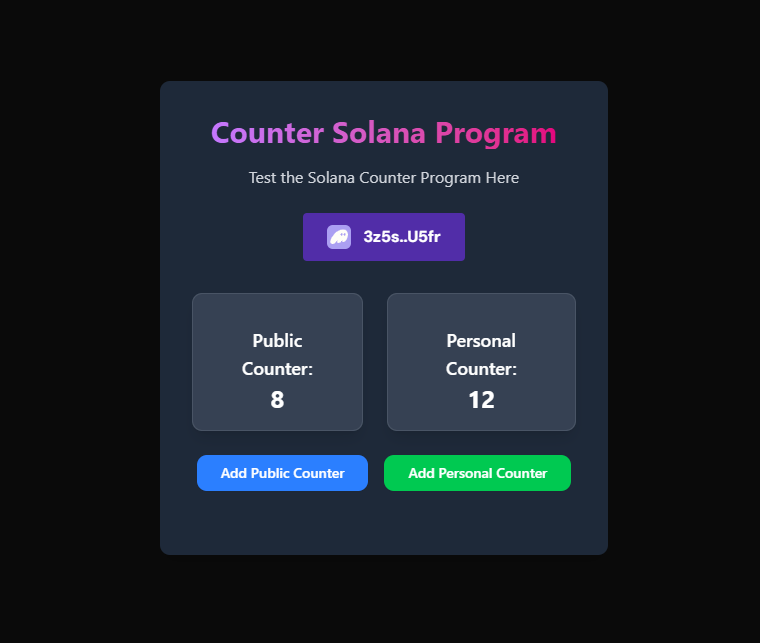 Counter Solana Program
Test the Solana Counter Program Here
3z5s..U5fr
Public
Counter:
8
Personal
Counter:
12
Add Public Counter
Add Personal Counter